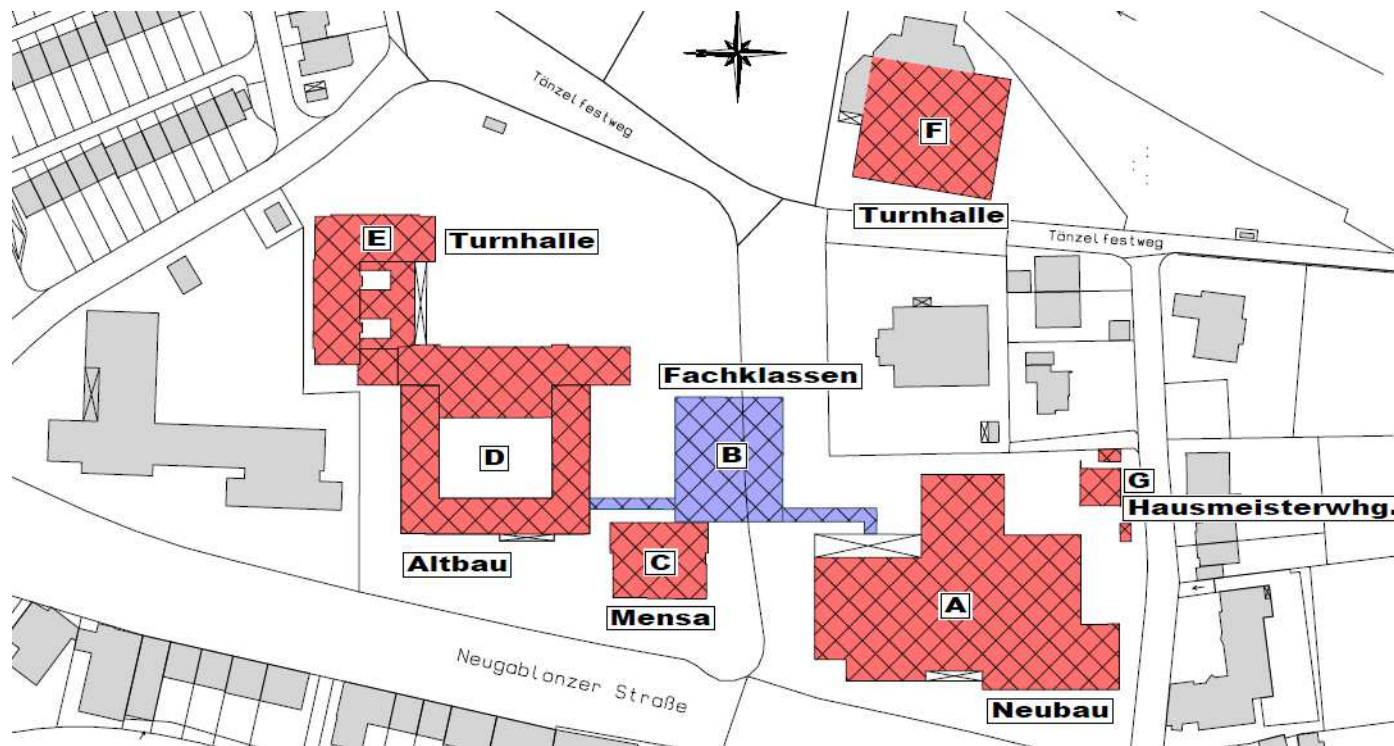 Tänzelfestweg
F
Turnhalle
E
Turnhalle
Tänzelfestweg
Fachklassen
B
D
G
Hausmeisterwhg.
Altbau
C
Mensa
A
Neubau
Neugablonzer Straße